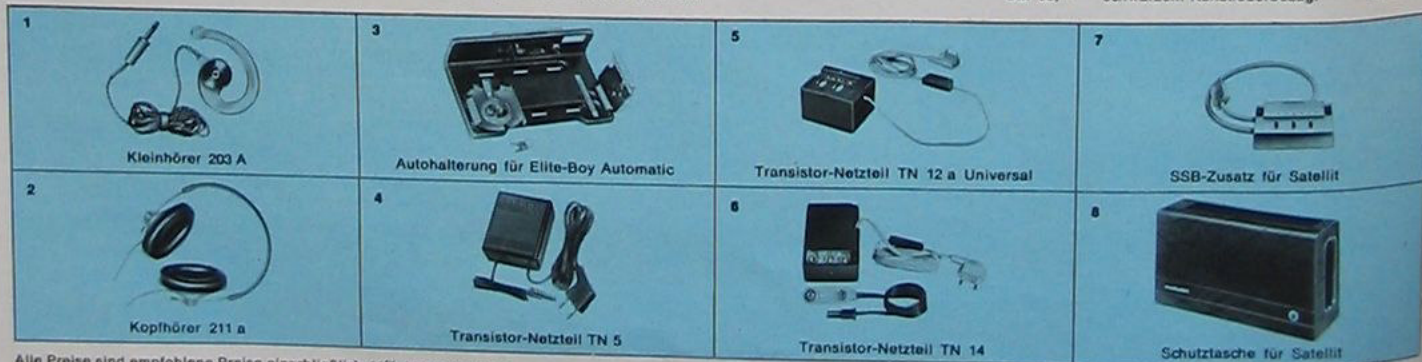 1
Kleinhörer 203 A
2
Kopfhörer 211 a
3
Autohalterung für Elite-Boy Automatic
4
Transistor-Netzteil TN 5
5
Transistor-Netzteil TN 12 a Universal
6
Transistor-Netzteil TN 14
7
SSB-Zusatz für Satellit
8
Schutztasche für Satellit
Alle Preise sind empfohlene Preise